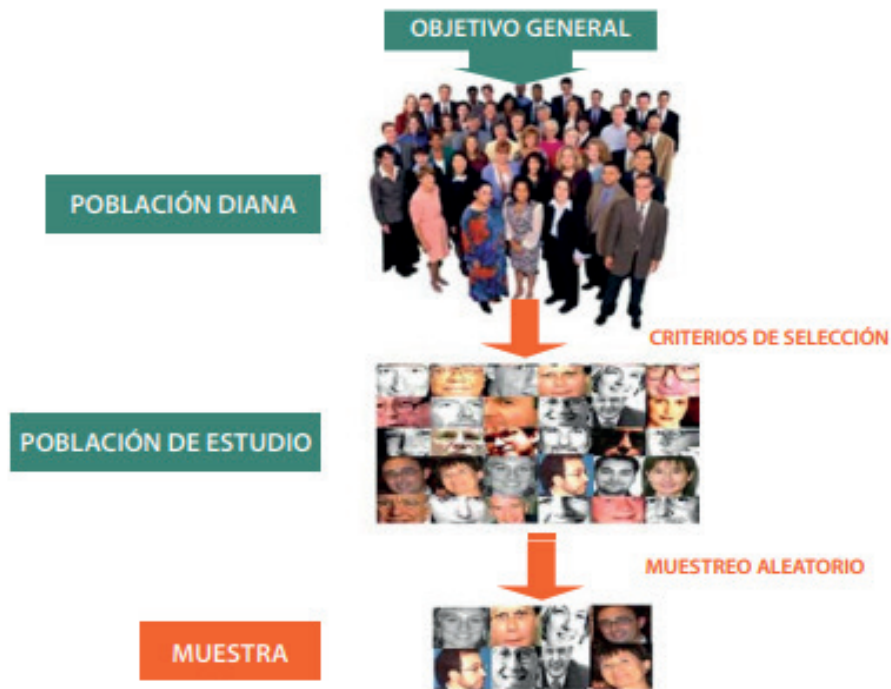 OBJETIVO GENERAL
POBLACIÓN DIANA
CRITERIOS DE SELECCIÓN
POBLACIÓN DE ESTUDIO
MUESTREO ALEATORIO
MUESTRA